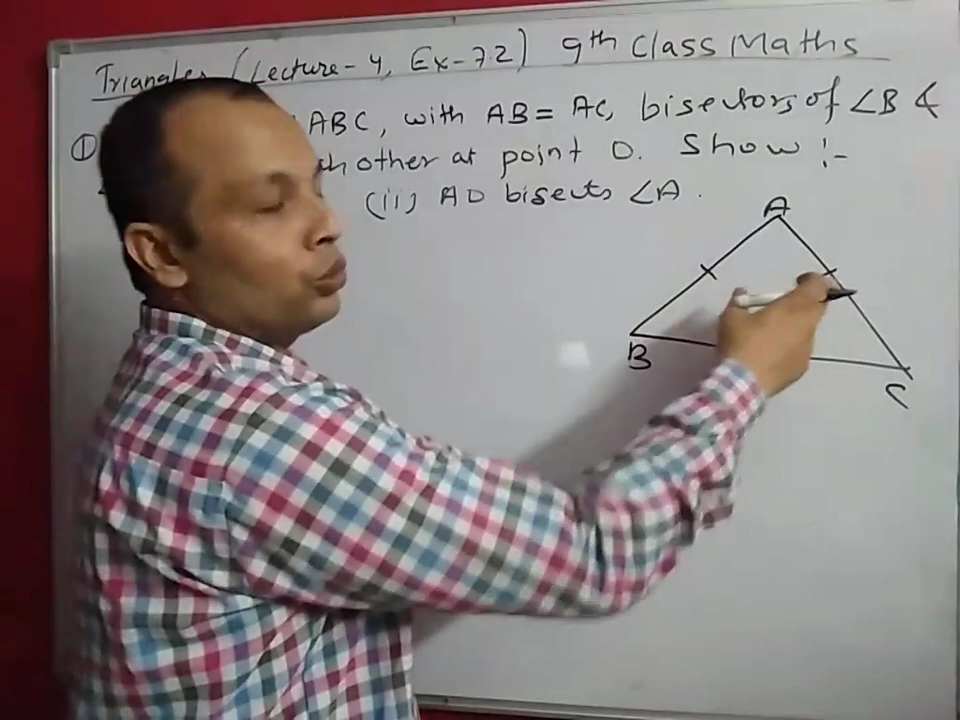 Triangles (Lecture-4, Ex-7.2) 9th Class Maths
① ABC, with AB = AC, bisectors of ∠B &
other at point O. Show :-
(ii) AO bisects ∠A.
A
B
C